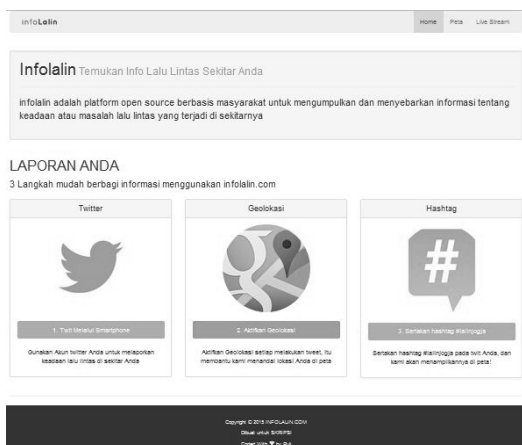 infoLalin
Home Peta Live Stream
Infolalin Temukan Info Lalu Lintas Sekitar Anda
infolalin adalah platform open source berbasis masyarakat untuk mengumpulkan dan menyebarkan informasi tentang
keadaan atau masalah lalu lintas yang terjadi di sekitarnya
LAPORAN ANDA
3 Langkah mudah berbagi informasi menggunakan infolalin.com
Twitter
1. Twit Melalui Smartphone
Gunakan Akun twitter Anda untuk melaporkan
keadaan lalu lintas di sekitar Anda
Geolokasi
2. Aktifkan Geolokasi
Aktifkan Geolokasi setiap melakukan tweet, itu
membantu kami menandai lokasi Anda di peta
Hashtag
#
3. Sertakan hashtag #lalinjogja
Sertakan hashtag #lalinjogja pada twit Anda, dan
kami akan menampilkannya di peta!
Copyright © 2015 INFOLALIN.COM
Dibuat untuk SKRIPSI